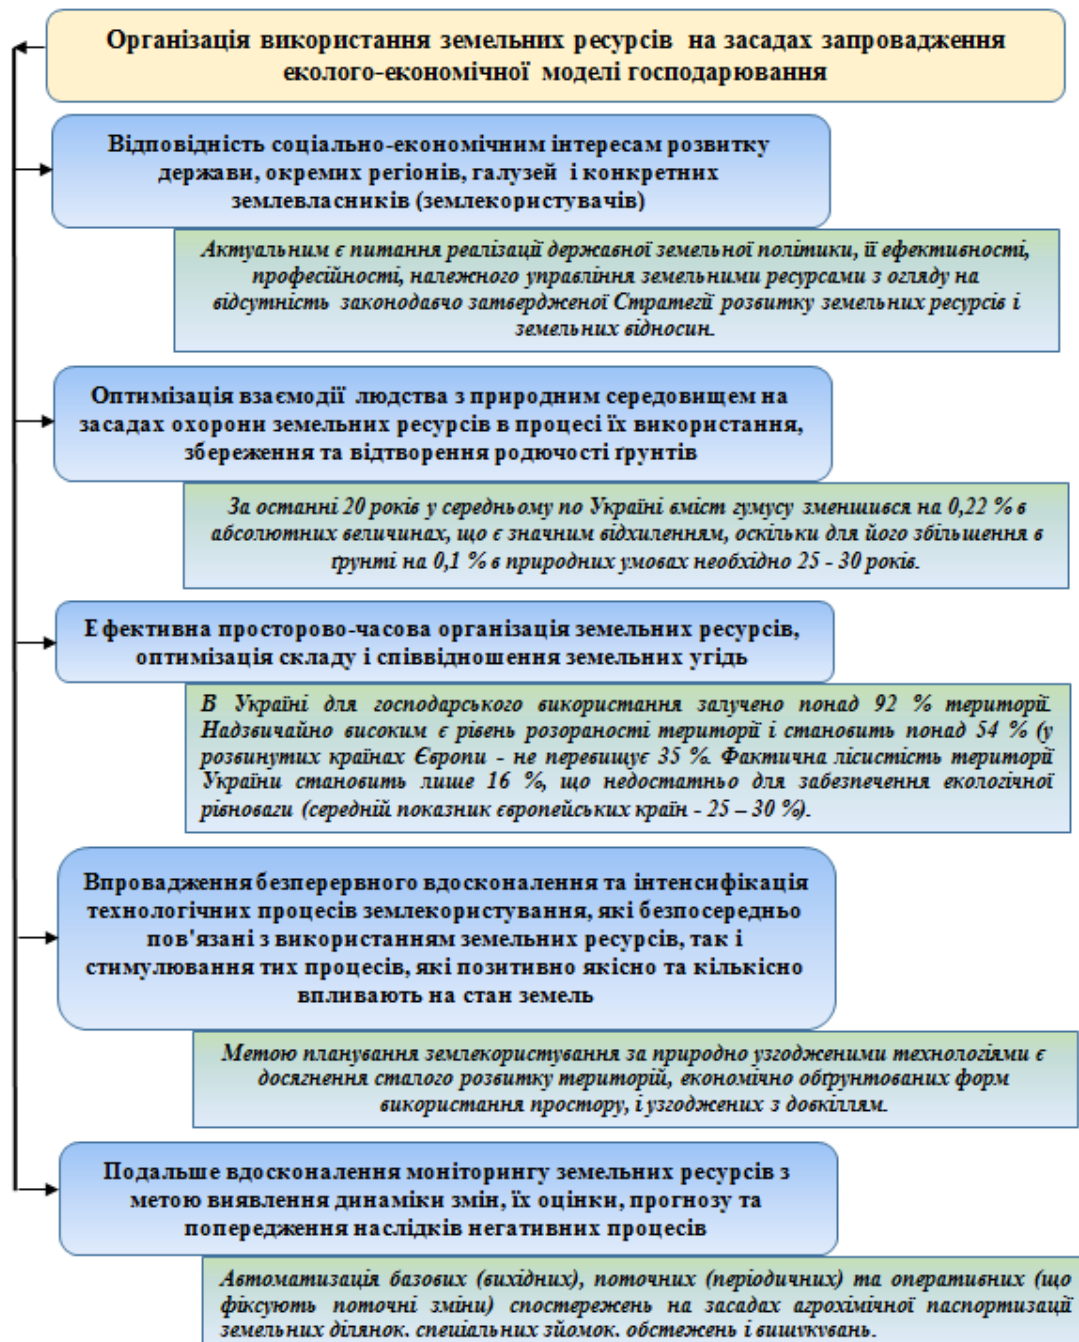 Організація використання земельних ресурсів на засадах запровадження
еколого-економічної моделі господарювання
Відповідність соціально-економічним інтересам розвитку
держави, окремих регіонів, галузей і конкретних
землевласників (землекористувачів)
Актуальним є питання реалізації державної земельної політики, її ефективності,
професійності, належного управління земельними ресурсами з огляду на
відсутність законодавчо затвердженої Стратегії розвитку земельних ресурсів і
земельних відносин.
Оптимізація взаємодії людства з природним середовищем на
засадах охорони земельних ресурсів в процесі їх використання,
збереження та відтворення родючості ґрунтів
За останні 20 років у середньому по Україні вміст гумусу зменшився на 0,22 % в
абсолютних величинах, що є значним відхиленням, оскільки для його збільшення в
ґрунті на 0,1 % в природних умовах необхідно 25 - 30 років.
Ефективна просторово-часова організація земельних ресурсів,
оптимізація складу і співвідношення земельних угідь
В Україні для господарського використання залучено понад 92 % території.
Надзвичайно високим є рівень розораності території і становить понад 54 % (у
розвинутих країнах Європи - не перевищує 35 %. Фактична лісистість території
України становить лише 16 %, що недостатньо для забезпечення екологічної
рівноваги (середній показник європейських країн - 25 – 30 %).
Впровадження безперервного вдосконалення та інтенсифікація
технологічних процесів землекористування, які безпосередньо
пов'язані з використанням земельних ресурсів, так і
стимулювання тих процесів, які позитивно якісно та кількісно
впливають на стан земель
Метою планування землекористування за природно узгодженими технологіями є
досягнення сталого розвитку територій, економічно обґрунтованих форм
використання простору, і узгоджених з довкіллям.
Подальше вдосконалення моніторингу земельних ресурсів з
метою виявлення динаміки змін, їх оцінки, прогнозу та
попередження наслідків негативних процесів
Автоматизація базових (вихідних), поточних (періодичних) та оперативних (що
фіксують поточні зміни) спостережень на засадах агрохімічної паспортизації
земельних ділянок, спеціальних зйомок, обстежень і вишукувань.